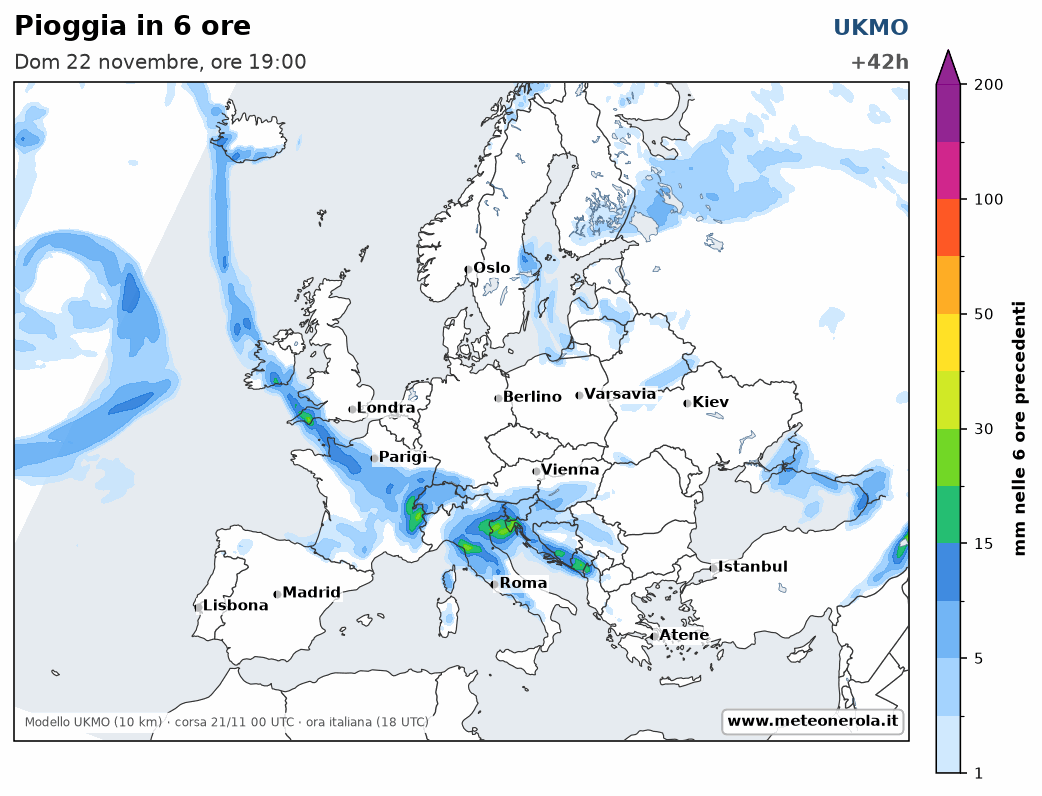 Pioggia in 6 ore
UKMO
Dom 22 novembre, ore 19:00
+42h
200
100
50
30
15
5
1
mm nelle 6 ore precedenti
Oslo
Berlino
Varsavia
Kiev
Londra
Parigi
Vienna
Istanbul
Roma
Madrid
Lisbona
Atene
Modello UKMO (10 km) · corsa 21/11 00 UTC · ora italiana (18 UTC)
www.meteonerola.it